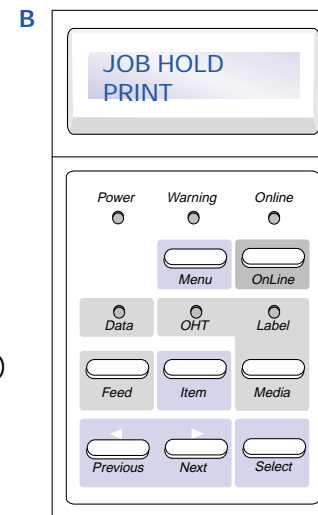 B
JOB HOLD
PRINT
Power Warning Online
Menu OnLine
Data OHT Label
Feed Item Media
Previous Next Select
)